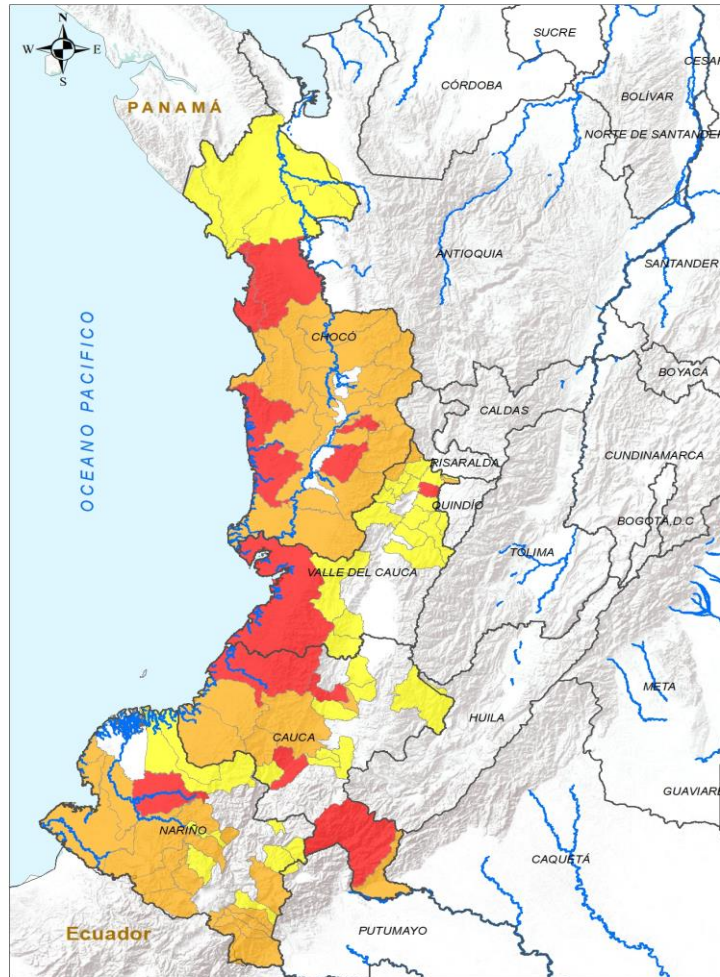 N
W E
S
PANAMÁ
SUCRE
CÓRDOBA
CESAR
BOLÍVAR
NORTE DE SANTANDER
ANTIOQUIA
SANTANDER
OCEANO PACIFICO
CHOCÓ
BOYACÁ
CALDAS
CUNDINAMARCA
RISARALDA
QUINDÍO
BOGOTÁ, D.C
TOLIMA
VALLE DEL CAUCA
META
HUILA
CAUCA
GUAVIARE
NARIÑO
CAQUETÁ
Ecuador
PUTUMAYO